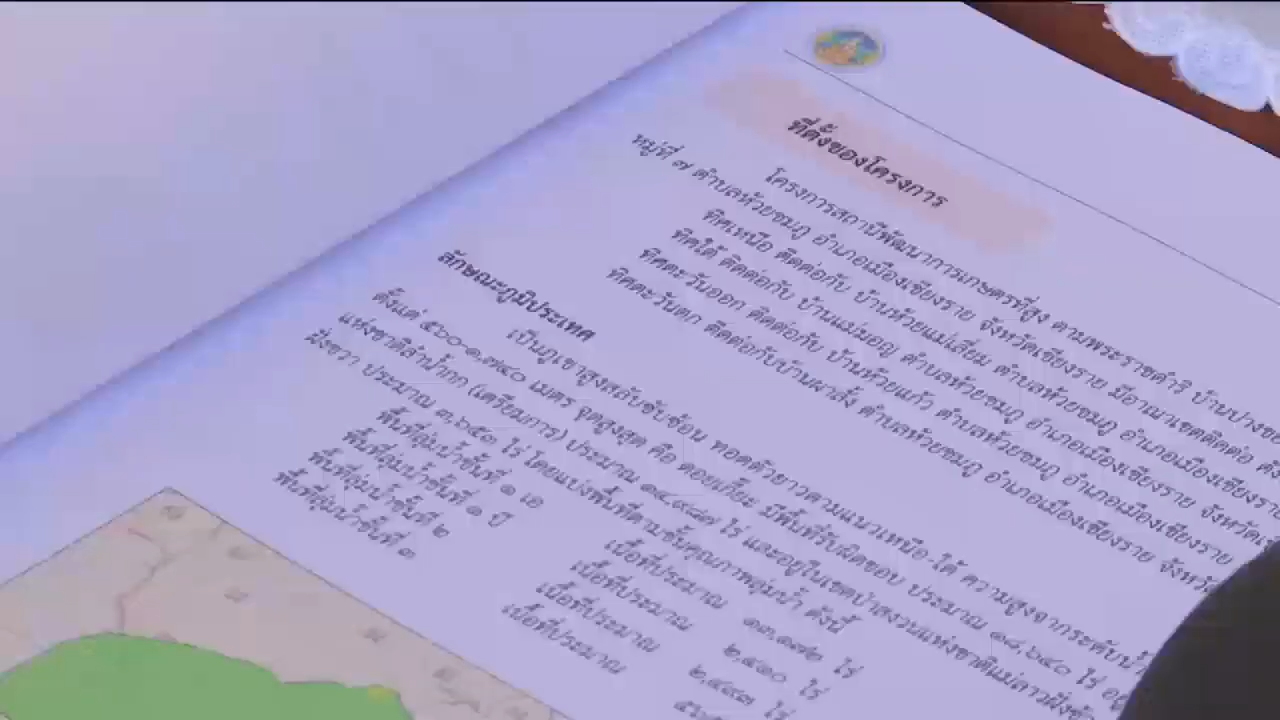 ที่ตั้งของโครงการ
โครงการสถานีพัฒนาการเกษตรที่สูง ตามพระราชดำริ บ้านปางขอ
หมู่ที่ ๗ ตำบลห้วยชมภู อำเภอเมืองเชียงราย จังหวัดเชียงราย มีอาณาเขตติดต่อ ดัง
ทิศเหนือ ติดต่อกับ บ้านห้วยแม่เลี่ยม ตำบลห้วยชมภู อำเภอเมืองเชียงราย
ทิศใต้ ติดต่อกับ บ้านแม่มอญ ตำบลห้วยชมภู อำเภอเมืองเชียงราย จังหวัดเ
ทิศตะวันออก ติดต่อกับ บ้านห้วยแก้ว ตำบลห้วยชมภู อำเภอเมืองเชียงราย
ทิศตะวันตก ติดต่อกับบ้านผาลั้ง ตำบลห้วยชมภู อำเภอเมืองเชียงราย จังหวัด
ลักษณะภูมิประเทศ
เป็นภูเขาสูงสลับซับซ้อน ทอดตัวยาวตามแนวเหนือ-ใต้ ความสูงจากระดับน้ำ
ตั้งแต่ ๕๖๐-๑,๗๕๐ เมตร จุดสูงสุด คือ ดอยเกี๊ยะ มีพื้นที่รับผิดชอบ ประมาณ ๑๘,๖๔๐ ไร่ อยู่
แห่งชาติลำน้ำกก (เตรียมการ) ประมาณ ไร่ และอยู่ในเขตป่าสงวนแห่งชาติแม่ลาวฝั่งซ้า
ฝั่งขวา ประมาณ ๓,๖๕๓ ไร่ โดยแบ่งพื้นที่ตามชั้นคุณภาพลุ่มน้ำ ดังนี้
พื้นที่ลุ่มน้ำชั้นที่ ๑ เอ เนื้อที่ประมาณ ไร่
พื้นที่ลุ่มน้ำชั้นที่ ๑ บี เนื้อที่ประมาณ ไร่
พื้นที่ลุ่มน้ำชั้นที่ ๒ เนื้อที่ประมาณ ไร่
พื้นที่ลุ่มน้ำชั้นที่ ๓ เนื้อที่ประมาณ